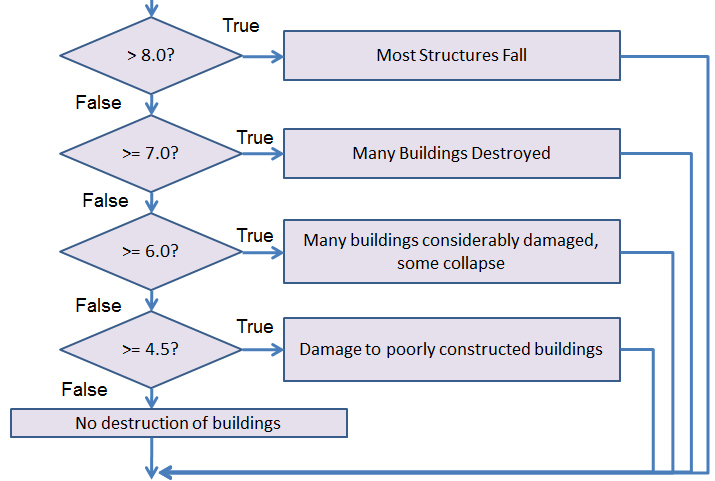 True
> 8.0?
Most Structures Fall
False
True
>= 7.0?
Many Buildings Destroyed
False
True
>= 6.0?
Many buildings considerably damaged,
some collapse
False
True
>= 4.5?
Damage to poorly constructed buildings
False
No destruction of buildings